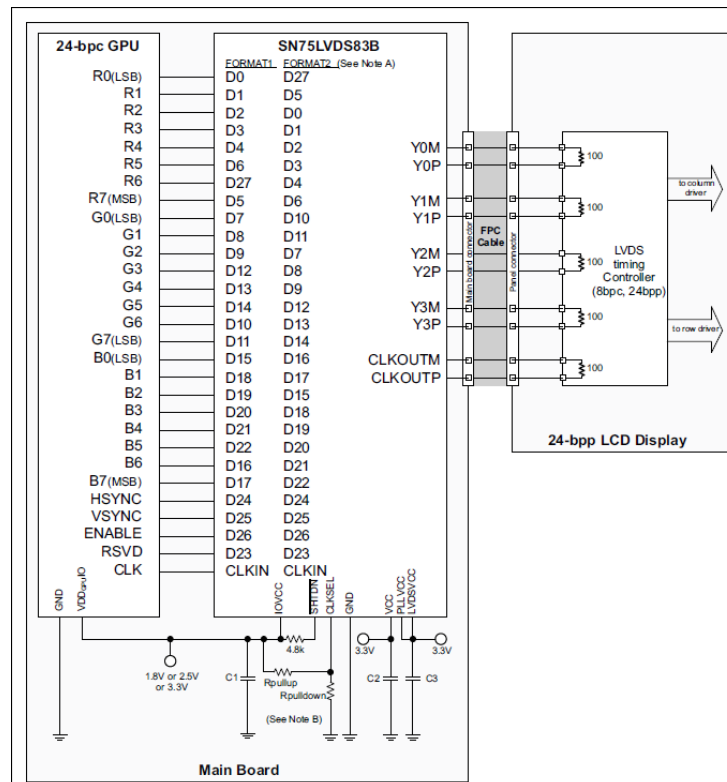 24-bpc GPU
SN75LVDS83B
FORMAT1 FORMAT2 (See Note A)
R0(LSB) D0 D27
R1 D1 D5
R2 D2 D0
R3 D3 D1
R4 D4 D2 Y0M
R5 D6 D3 Y0P
R6 D27 D4
R7(MSB) D5 D6 Y1M
G0(LSB) D7 D10 Y1P
G1 D8 D11
G2 D9 D7 Y2M
G3 D12 D8 Y2P
G4 D13 D9
G5 D14 D12 Y3M
G6 D10 D13 Y3P
G7(LSB) D11 D14
B0(LSB) D15 D16 CLKOUTM
B1 D18 D17 CLKOUTP
B2 D19 D15
B3 D20 D18
B4 D21 D19
B5 D22 D20
B6 D16 D21
B7(MSB) D17 D22
HSYNC D24 D24
VSYNC D25 D25
ENABLE D26 D26
RSVD D23 D23
CLK CLKIN CLKIN
GND
VDDGPUIO
IOVCC
SHTDN
CLKSEL
GND
VCC
PLLVCC
LVDSVCC
4.8k
3.3V
3.3V
1.8V or 2.5V
or 3.3V
C1
Rpullup
Rpulldown
C2
C3
(See Note B)
Main Board
Main board connector
FPC
Cable
Panel connector
100
100
100
100
100
LVDS
timing
Controller
(8bpc, 24bpp)
to column
driver
to row driver
24-bpp LCD Display